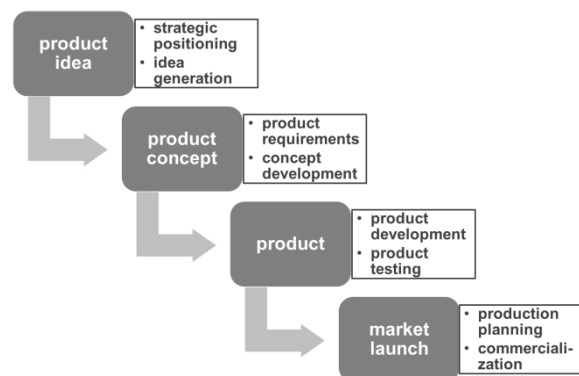 product
idea
• strategic
positioning
• idea
generation
product
concept
• product
requirements
• concept
development
product
• product
development
• product
testing
market
launch
• production
planning
• commerciali-
zation